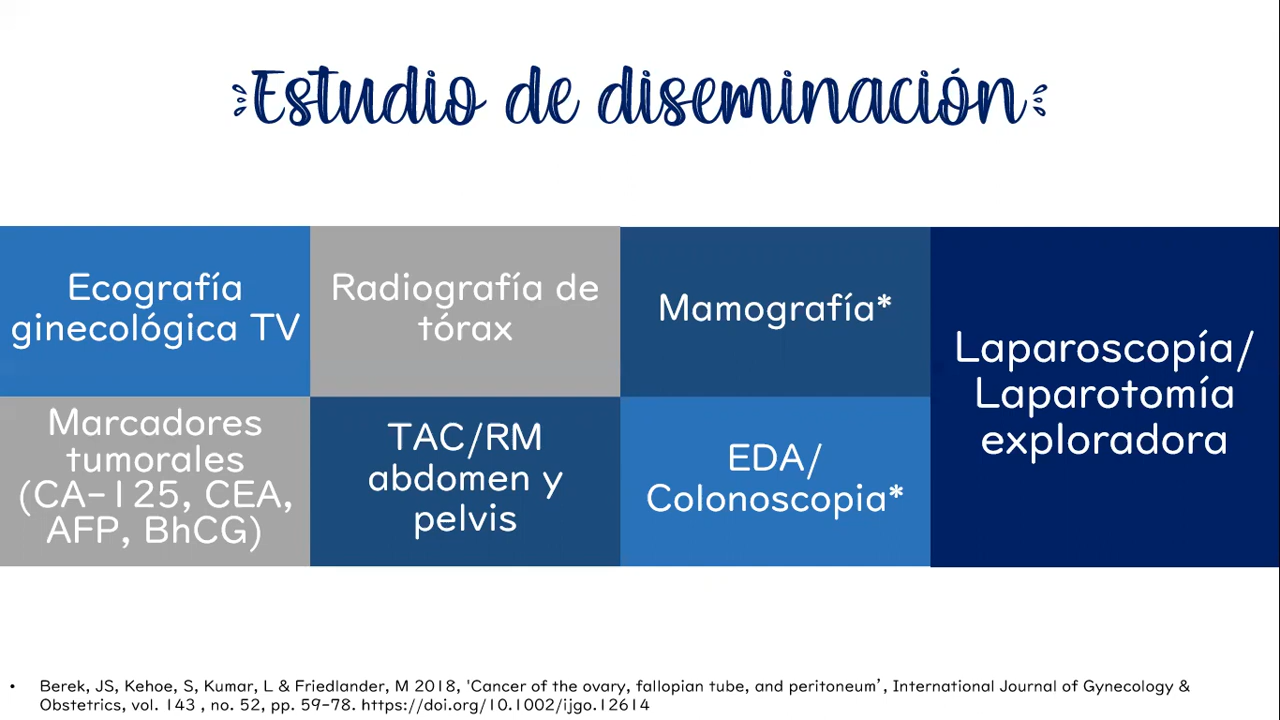 Estudio de diseminación
Ecografía
ginecológica TV
Radiografía de
tórax
Mamografía*
Laparoscopía/
Laparotomía
exploradora
Marcadores
tumorales
(CA-125, CEA,
AFP, BhCG)
TAC/RM
abdomen y
pelvis
EDA/
Colonoscopia*
• Berek, JS, Kehoe, S, Kumar, L & Friedlander, M 2018, 'Cancer of the ovary, fallopian tube, and peritoneum’, International Journal of Gynecology &
Obstetrics, vol. 143 , no. 52, pp. 59-78. https://doi.org/10.1002/ijgo.12614